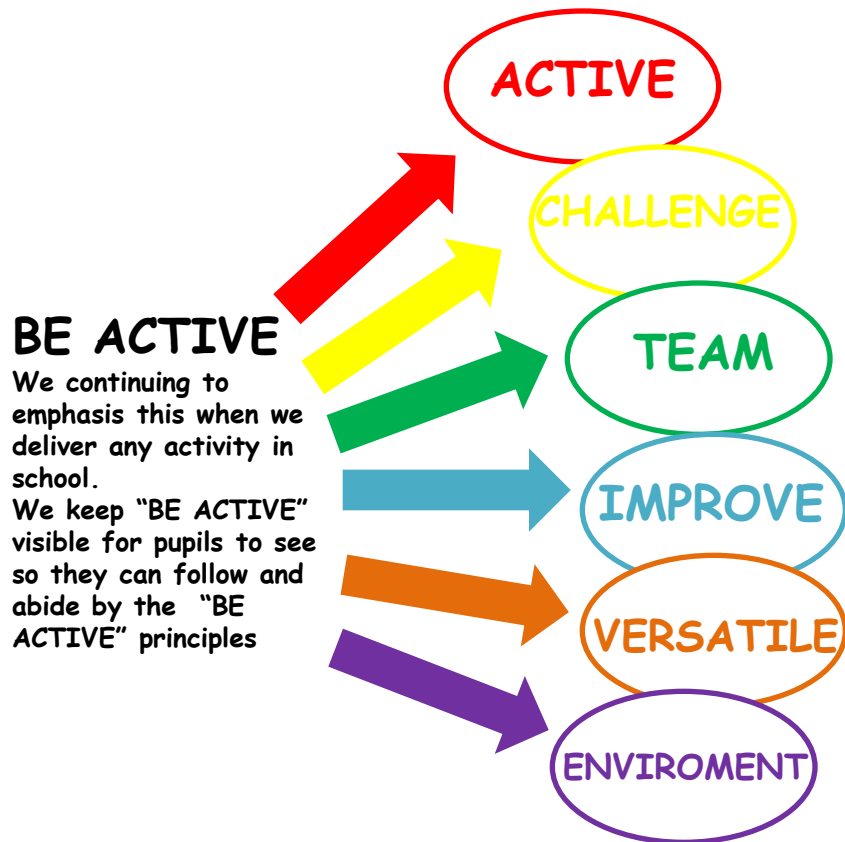 BE ACTIVE
We continuing to
emphasis this when we
deliver any activity in
school.
We keep “BE ACTIVE”
visible for pupils to see
so they can follow and
abide by the “BE
ACTIVE” principles
ACTIVE
CHALLENGE
TEAM
IMPROVE
VERSATILE
ENVIROMENT